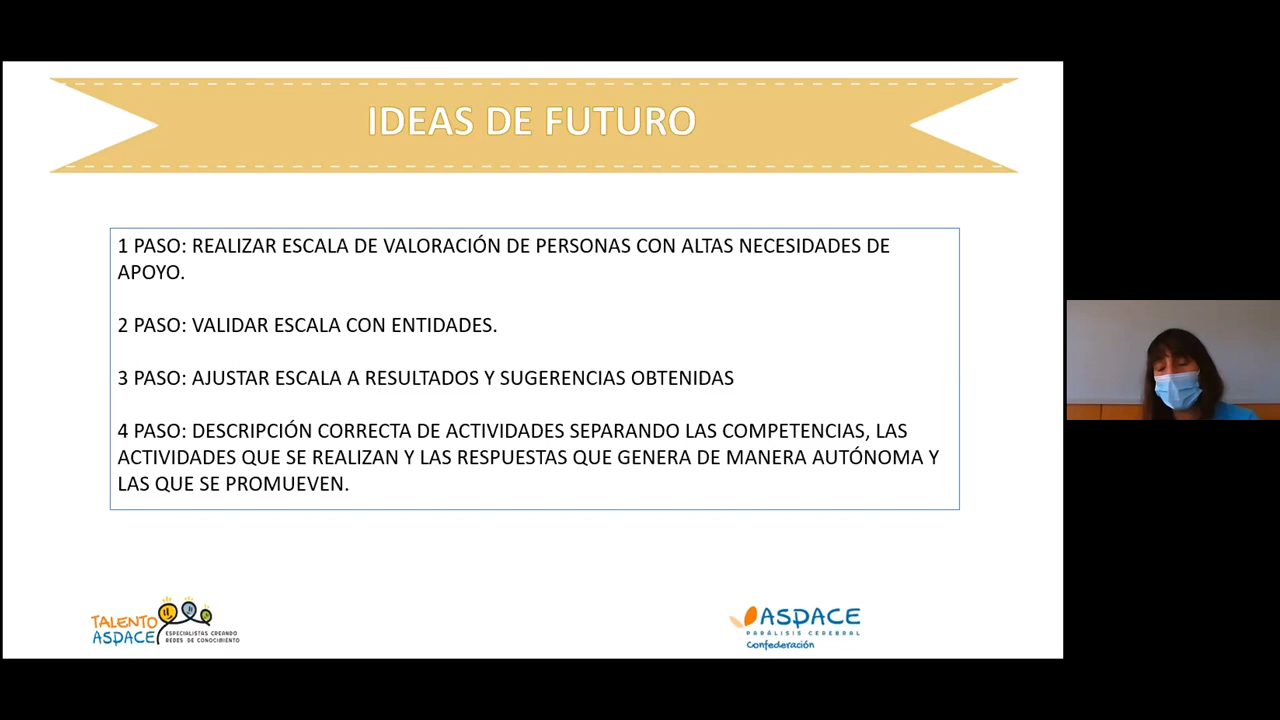 IDEAS DE FUTURO
1 PASO: REALIZAR ESCALA DE VALORACIÓN DE PERSONAS CON ALTAS NECESIDADES DE
APOYO.
2 PASO: VALIDAR ESCALA CON ENTIDADES.
3 PASO: AJUSTAR ESCALA A RESULTADOS Y SUGERENCIAS OBTENIDAS
4 PASO: DESCRIPCIÓN CORRECTA DE ACTIVIDADES SEPARANDO LAS COMPETENCIAS, LAS
ACTIVIDADES QUE SE REALIZAN Y LAS RESPUESTAS QUE GENERA DE MANERA AUTÓNOMA Y
LAS QUE SE PROMUEVEN.
TALENTO
ASPACE
ESPECIALISTAS CREANDO
REDES DE CONOCIMIENTO
ASPACE
PARÁLISIS CEREBRAL
Confederación